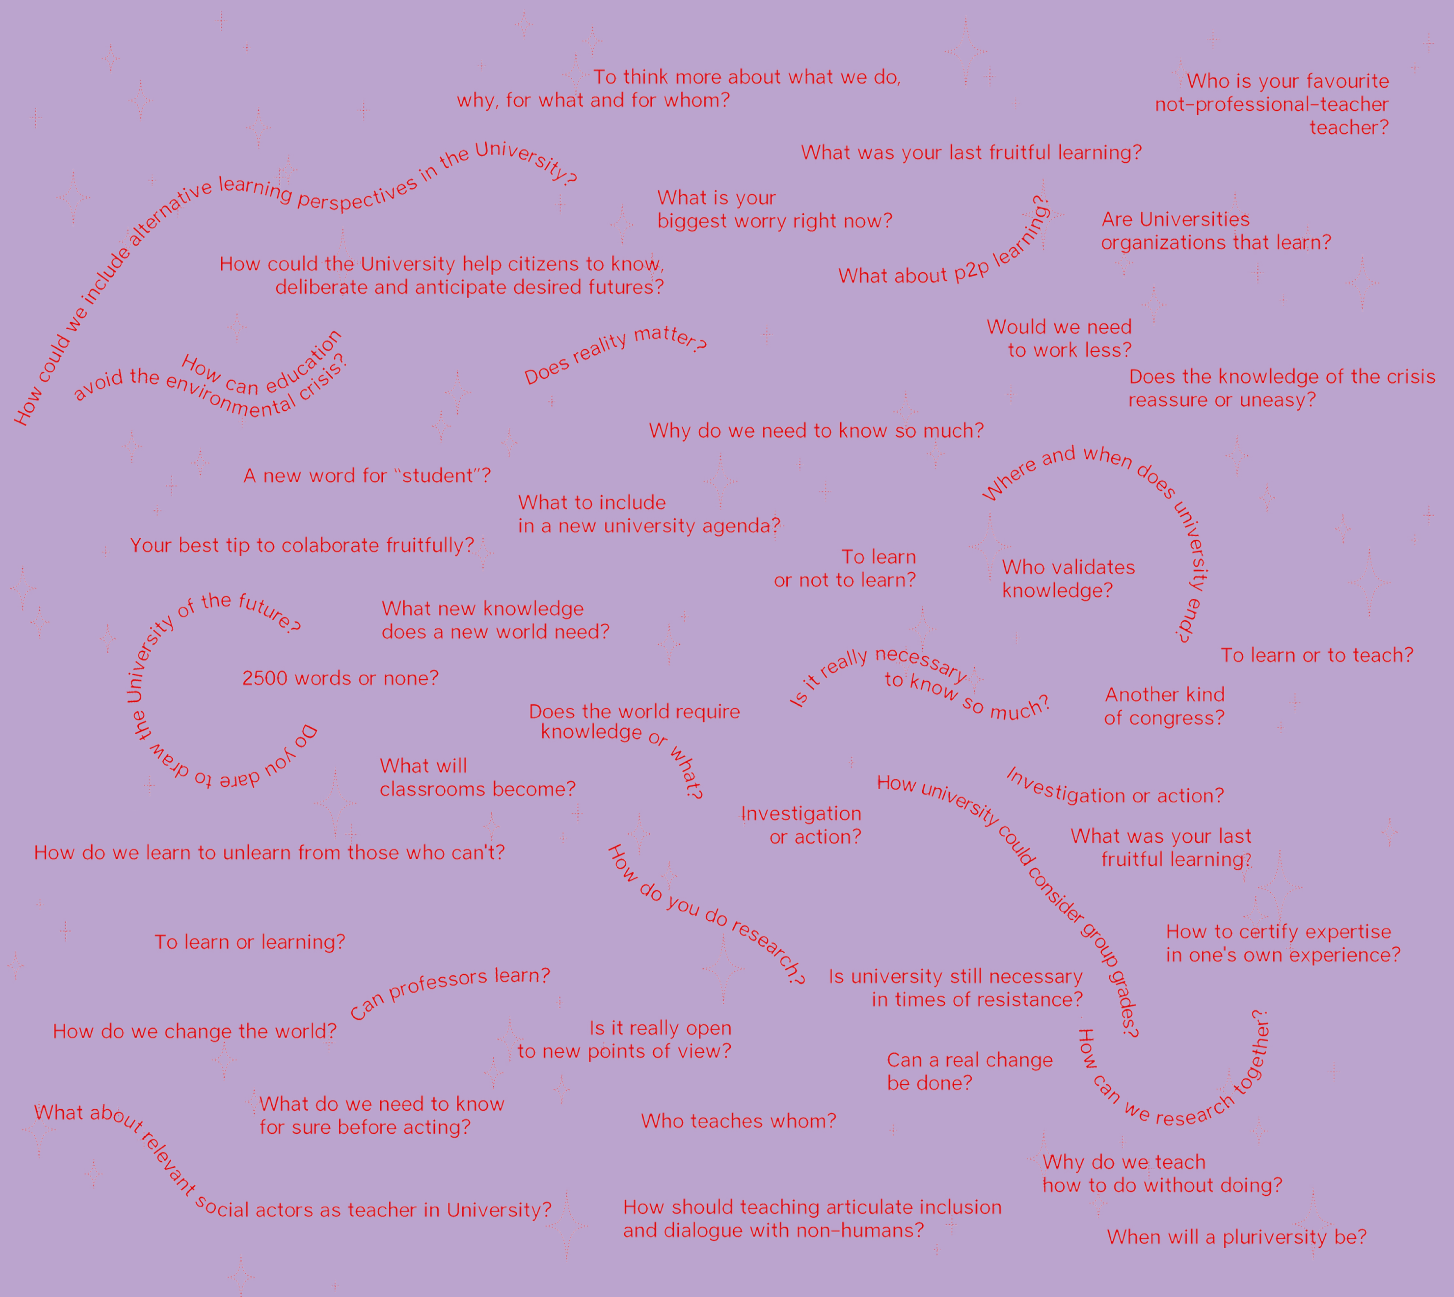 To think more about what we do,
why, for what and for whom?
Who is your favourite
not-professional-teacher
teacher?
What was your last fruitful learning?
How could we include alternative learning perspectives in the University?
What is your
biggest worry right now?
What about p2p learning?
Are Universities
organizations that learn?
How could the University help citizens to know,
deliberate and anticipate desired futures?
Would we need
to work less?
How can education
avoid the environmental crisis?
Does reality matter?
Does the knowledge of the crisis
reassure or uneasy?
Why do we need to know so much?
A new word for “student”?
Where and when does university end?
What to include
in a new university agenda?
Your best tip to colaborate fruitfully?
To learn
or not to learn?
Who validates
knowledge?
Do you dare to draw the University of the future?
What new knowledge
does a new world need?
2500 words or none?
Is it really necessary
to know so much?
To learn or to teach?
Another kind
of congress?
Does the world require
knowledge or what?
What will
classrooms become?
Investigation
or action?
How university could consider group grades?
Investigation or action?
What was your last
fruitful learning?
How do we learn to unlearn from those who can't?
How do you do research?
To learn or learning?
How to certify expertise
in one's own experience?
Can professors learn?
Is university still necessary
in times of resistance?
How do we change the world?
Is it really open
to new points of view?
How can we research together?
Can a real change
be done?
What do we need to know
for sure before acting?
What about relevant social actors as teacher in University?
Who teaches whom?
Why do we teach
how to do without doing?
How should teaching articulate inclusion
and dialogue with non-humans?
When will a pluriversity be?